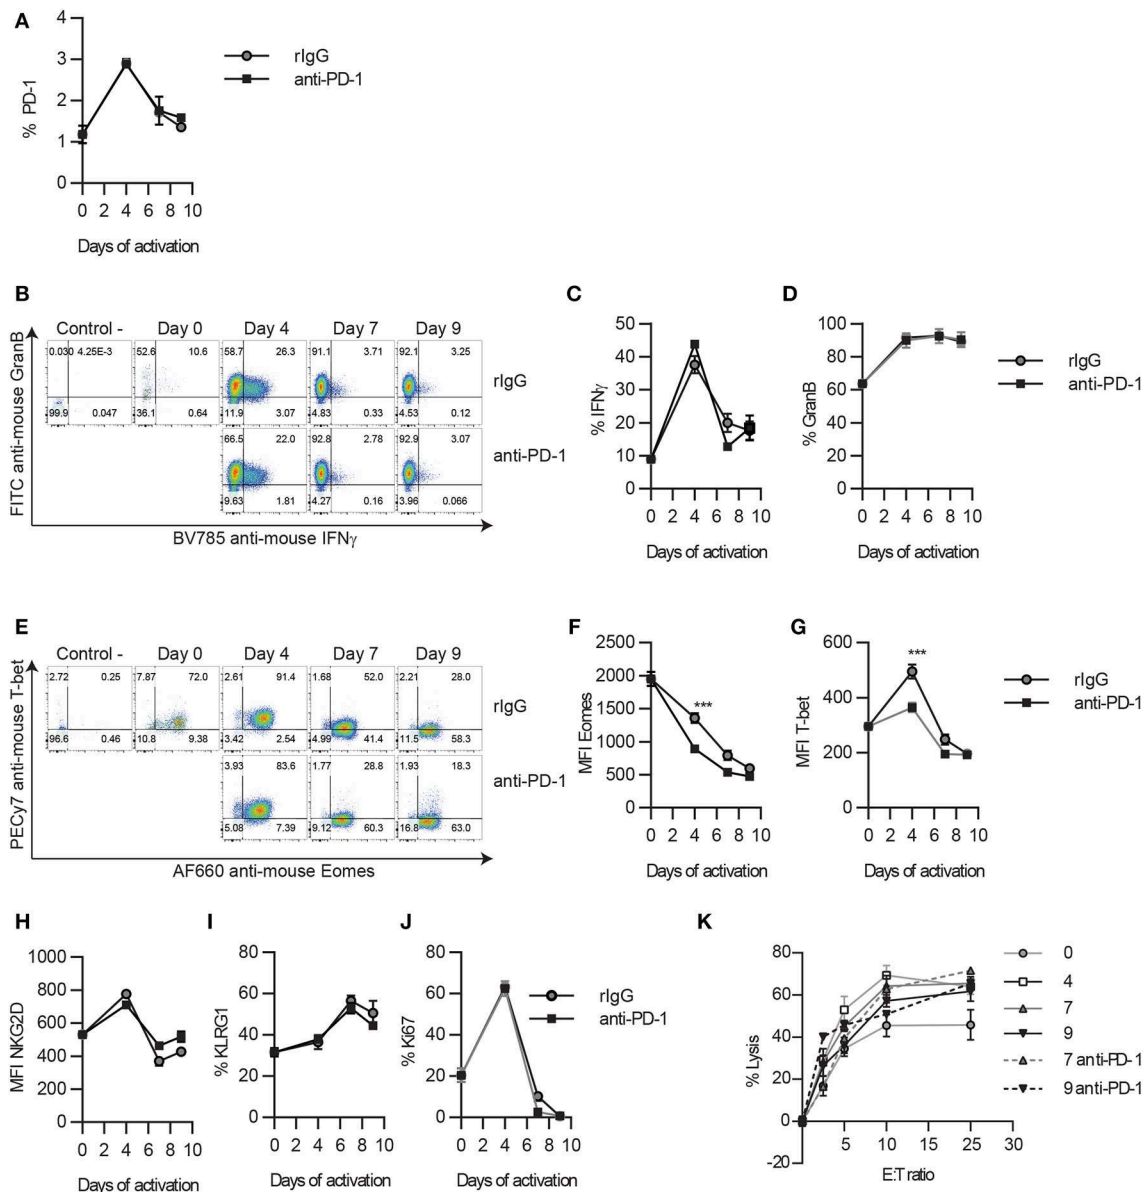 A
4
3
2
1
0
% PD-1
0 2 4 6 8 10
Days of activation
rIgG
anti-PD-1
B
FITC anti-mouse GranB
Control - Day 0 Day 4 Day 7 Day 9
0.030 4.25E-3 52.6 10.6 58.7 26.3 91.1 3.71 92.1 3.25
rIgG
99.9 0.047 36.1 0.64 11.9 3.07 4.83 0.33 4.53 0.12
66.5 22.0 92.8 2.78 92.9 3.07
anti-PD-1
9.63 1.81 4.27 0.16 3.96 0.066
BV785 anti-mouse IFNγ
C
50
40
30
20
10
0
% IFNγ
0 2 4 6 8 10
Days of activation
D
100
80
60
40
20
0
% GranB
0 2 4 6 8 10
Days of activation
rIgG
anti-PD-1
E
PECy7 anti-mouse T-bet
Control - Day 0 Day 4 Day 7 Day 9
2.72 0.25 7.87 72.0 2.61 91.4 1.68 52.0 2.21 28.0
rIgG
96.6 0.46 10.8 9.38 3.42 2.54 4.99 41.4 11.5 58.3
3.93 83.6 1.77 28.8 1.93 18.3
anti-PD-1
5.08 7.39 9.12 60.3 16.8 63.0
AF660 anti-mouse Eomes
F
2500
2000
1500
1000
500
0
MFI Eomes
***
0 2 4 6 8 10
Days of activation
G
600
400
200
0
MFI T-bet
***
0 2 4 6 8 10
Days of activation
rIgG
anti-PD-1
H
1000
800
600
400
200
0
MFI NKG2D
0 2 4 6 8 10
Days of activation
I
80
60
40
20
0
% KLRG1
0 2 4 6 8 10
Days of activation
J
80
60
40
20
0
% Ki67
0 2 4 6 8 10
Days of activation
rIgG
anti-PD-1
K
80
60
40
20
0
-20
% Lysis
5 10 15 20 25 30
E:T ratio
0
4
7
9
7 anti-PD-1
9 anti-PD-1